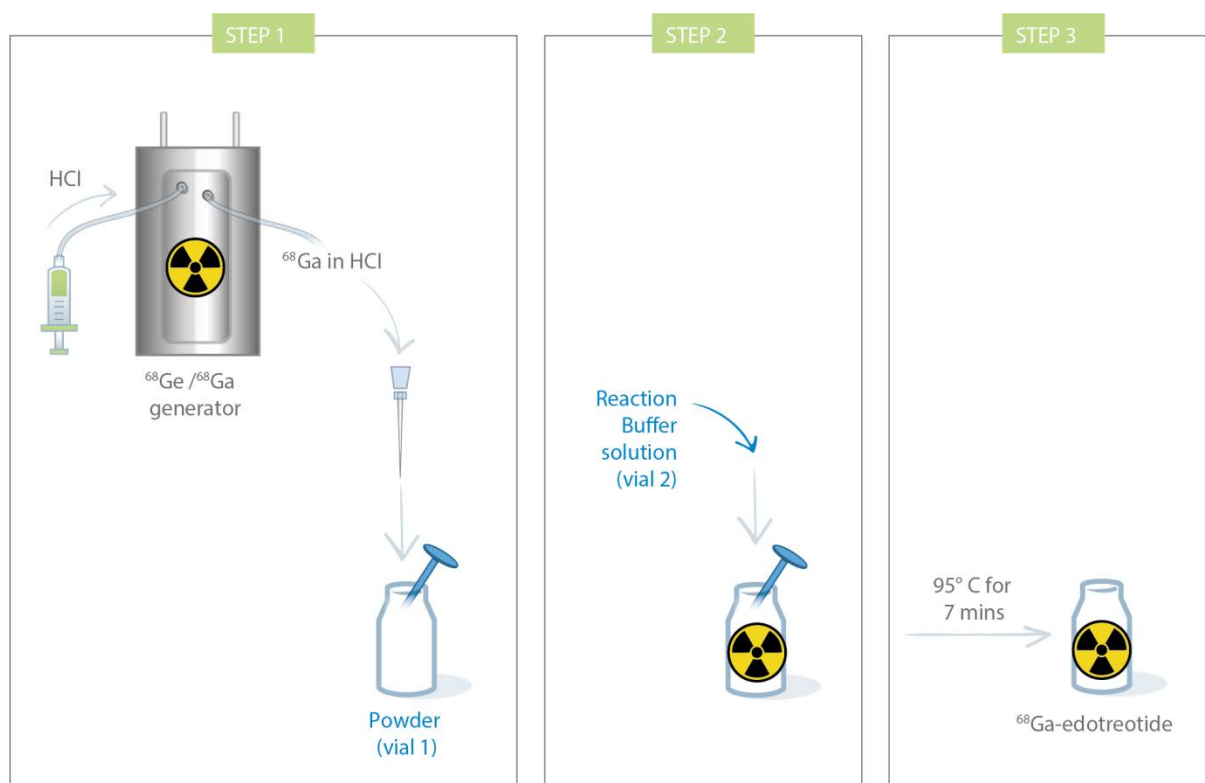 STEP 1
HCl
⁶⁸Ga in HCl
⁶⁸Ge /⁶⁸Ga
generator
Powder
(vial 1)
STEP 2
Reaction
Buffer
solution
(vial 2)
STEP 3
95° C for
7 mins
⁶⁸Ga-edotreotide